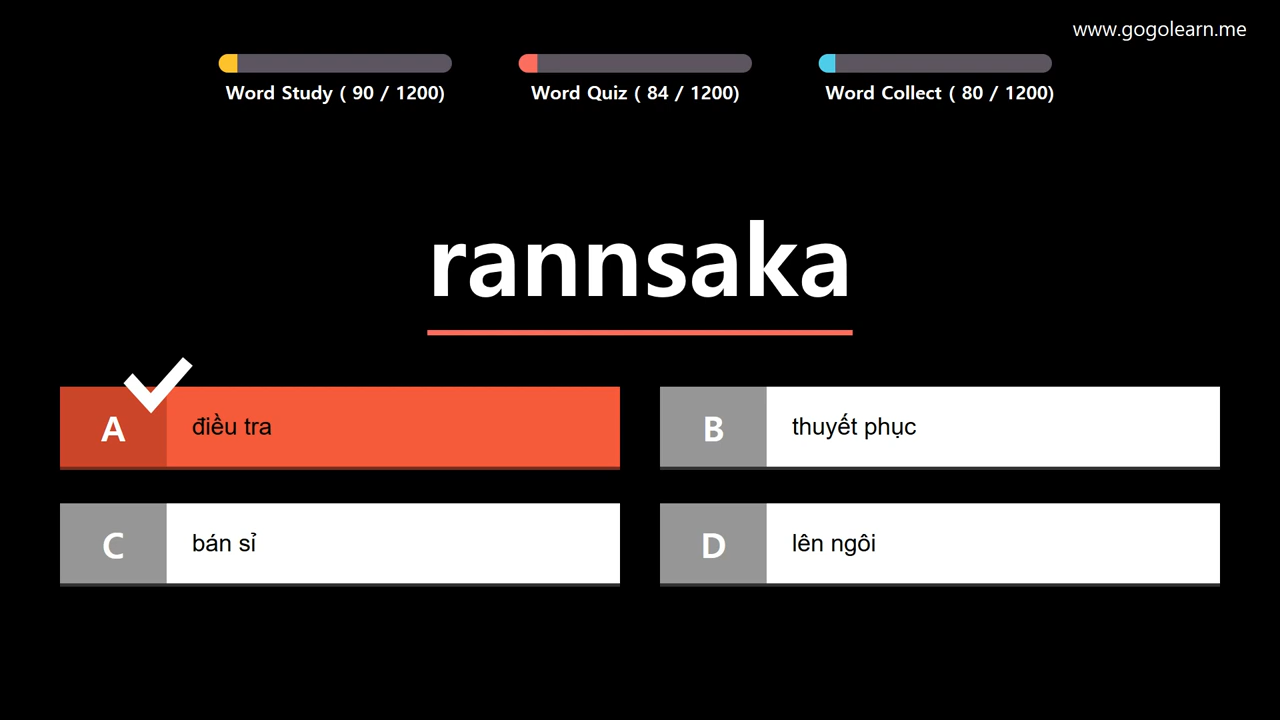 www.gogolearn.me
Word Study ( 90 / 1200)
Word Quiz ( 84 / 1200)
Word Collect ( 80 / 1200)
rannsaka
A
điều tra
B
thuyết phục
C
bán sỉ
D
lên ngôi